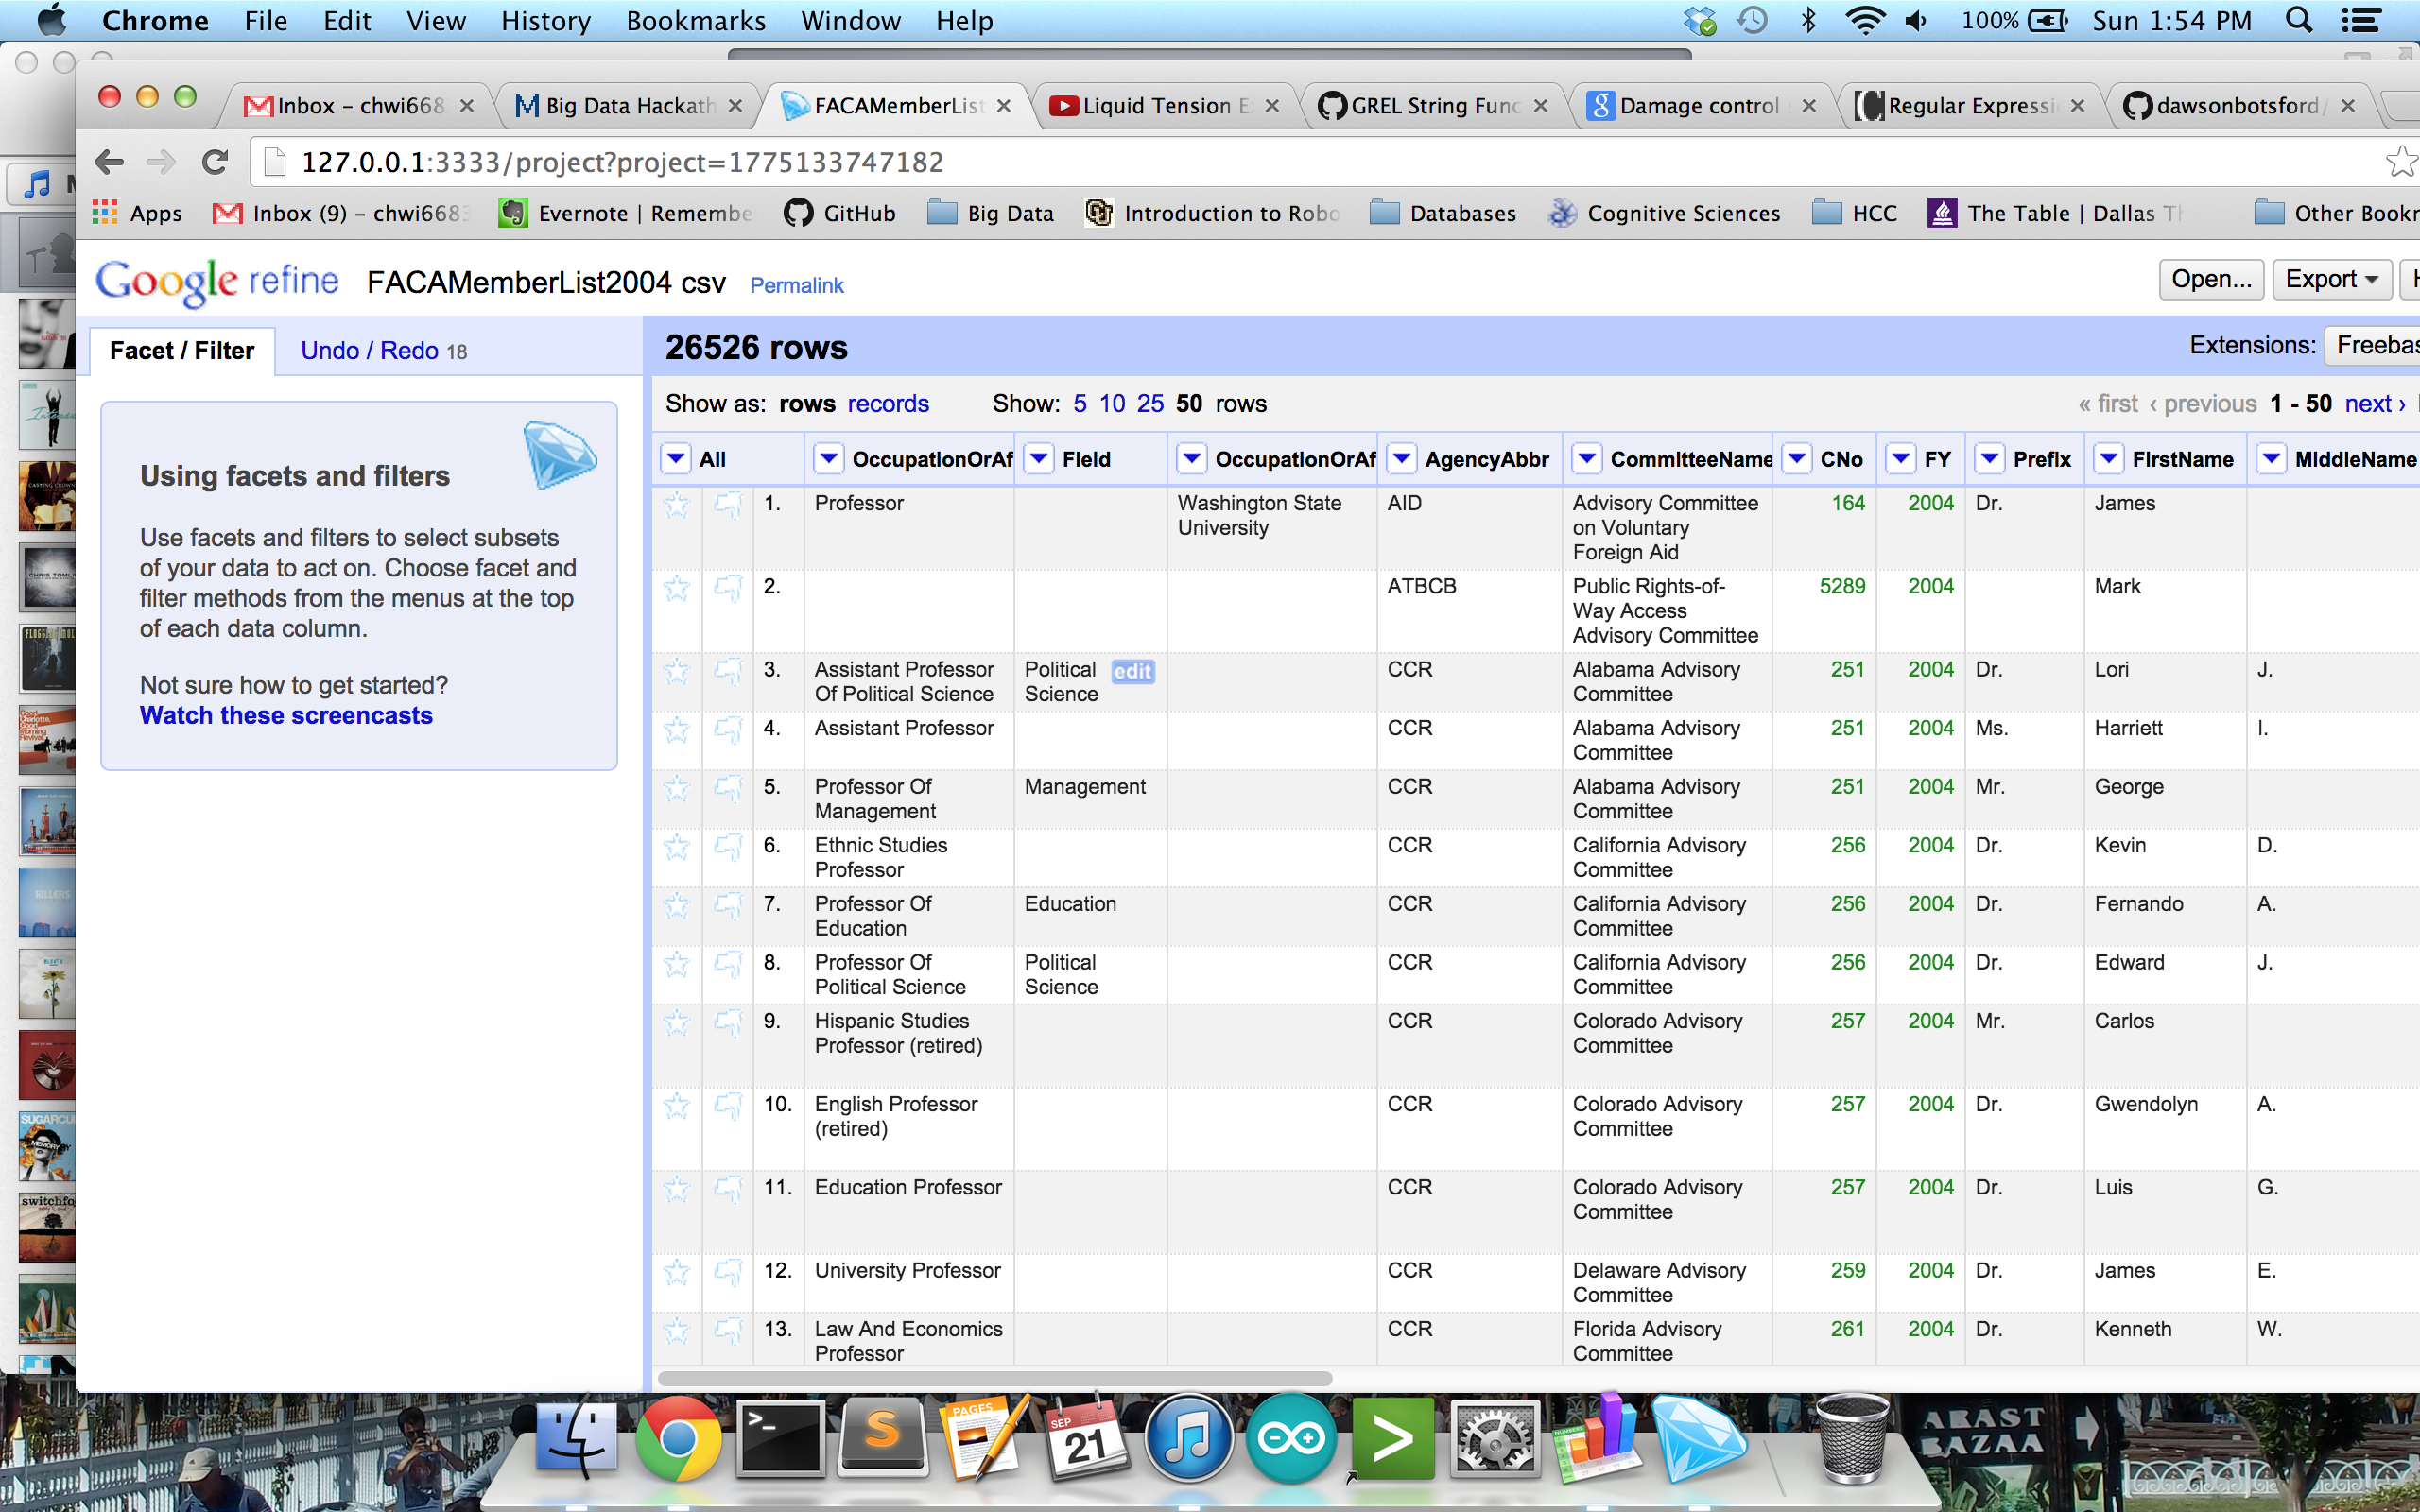 Chrome File Edit View History Bookmarks Window Help 100% Sun 1:54 PM
Inbox – chwi668 Big Data Hackath FACAMemberList Liquid Tension E GREL String Func Damage control Regular Expressi dawsonbotsford/
127.0.0.1:3333/project?project=1775133747182
Apps Inbox (9) – chwi6683 Evernote | Remembe GitHub Big Data Introduction to Robo Databases Cognitive Sciences HCC The Table | Dallas Th Other Bookr
Google refine FACAMemberList2004 csv Permalink Open... Export
Facet / Filter Undo / Redo 18 26526 rows Extensions: Freebas
Show as: rows records Show: 5 10 25 50 rows « first ‹ previous 1 - 50 next ›
Using facets and filters
Use facets and filters to select subsets
of your data to act on. Choose facet and
filter methods from the menus at the top
of each data column.
Not sure how to get started?
Watch these screencasts
All OccupationOrAf Field OccupationOrAf AgencyAbbr CommitteeName CNo FY Prefix FirstName MiddleName
1. Professor Washington State AID Advisory Committee 164 2004 Dr. James
University on Voluntary
Foreign Aid
2. ATBCB Public Rights-of- 5289 2004 Mark
Way Access
Advisory Committee
3. Assistant Professor Political edit CCR Alabama Advisory 251 2004 Dr. Lori J.
Of Political Science Science Committee
4. Assistant Professor CCR Alabama Advisory 251 2004 Ms. Harriett I.
Committee
5. Professor Of Management CCR Alabama Advisory 251 2004 Mr. George
Management Committee
6. Ethnic Studies CCR California Advisory 256 2004 Dr. Kevin D.
Professor Committee
7. Professor Of Education CCR California Advisory 256 2004 Dr. Fernando A.
Education Committee
8. Professor Of Political CCR California Advisory 256 2004 Dr. Edward J.
Political Science Science Committee
9. Hispanic Studies CCR Colorado Advisory 257 2004 Mr. Carlos
Professor (retired) Committee
10. English Professor CCR Colorado Advisory 257 2004 Dr. Gwendolyn A.
(retired) Committee
11. Education Professor CCR Colorado Advisory 257 2004 Dr. Luis G.
Committee
12. University Professor CCR Delaware Advisory 259 2004 Dr. James E.
Committee
13. Law And Economics CCR Florida Advisory 261 2004 Dr. Kenneth W.
Professor Committee
CASTING CROWN
CHRIS TOML
KILLERS
SUGARCU
MEMORY
switchfo
PAGES
SEP
21
ARAST
BAZAA